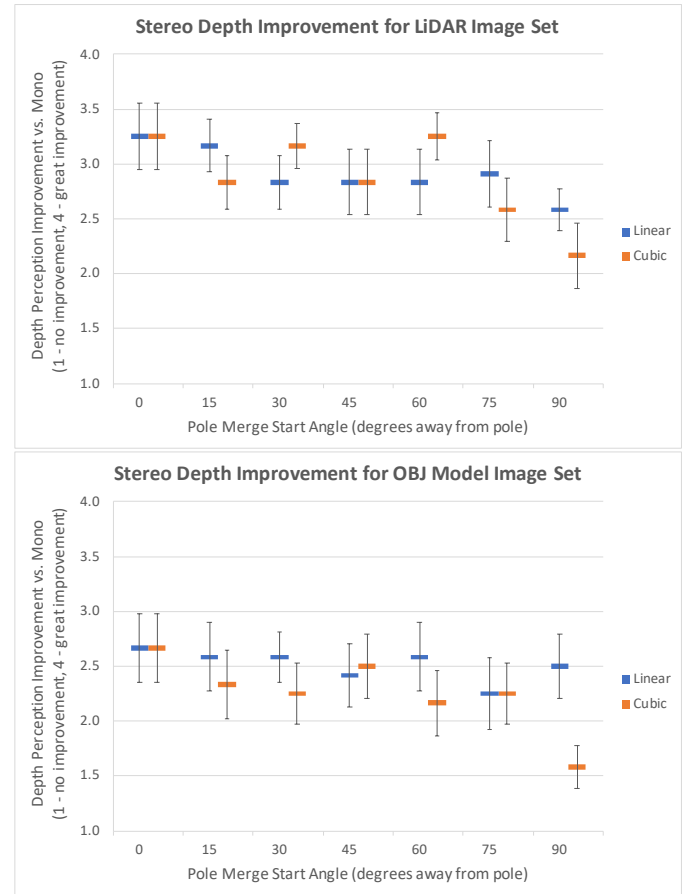 Stereo Depth Improvement for LiDAR Image Set
Depth Perception Improvement vs. Mono
(1 - no improvement, 4 - great improvement)
4.0
3.5
3.0
2.5
2.0
1.5
1.0
0 15 30 45 60 75 90
Pole Merge Start Angle (degrees away from pole)
Linear
Cubic
Stereo Depth Improvement for OBJ Model Image Set
Depth Perception Improvement vs. Mono
(1 - no improvement, 4 - great improvement)
4.0
3.5
3.0
2.5
2.0
1.5
1.0
0 15 30 45 60 75 90
Pole Merge Start Angle (degrees away from pole)
Linear
Cubic